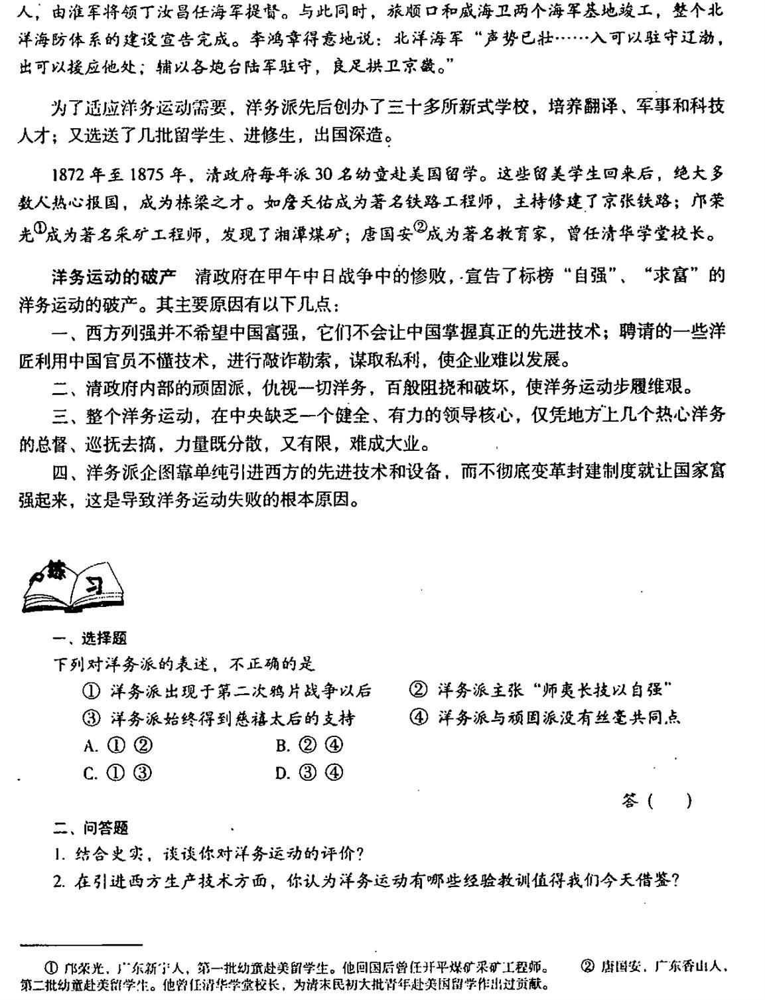 人，由淮军将领丁汝昌任海军提督。与此同时，旅顺口和威海卫两个海军基地竣工，整个北
洋海防体系的建设宣告完成。李鸿章得意地说：北洋海军“声势已壮……入可以驻守辽渤，
出可以援应他处；辅以各炮台陆军驻守，良足拱卫京畿。”
为了适应洋务运动需要，洋务派先后创办了三十多所新式学校，培养翻译、军事和科技
人才；又选送了几批留学生、进修生，出国深造。
1872 年至 1875 年，清政府每年派 30 名幼童赴美国留学。这些留美学生回来后，绝大多
数人热心报国，成为栋梁之才。如詹天佑成为著名铁路工程师，主持修建了京张铁路；邝荣
光①成为著名采矿工程师，发现了湘潭煤矿；唐国安②成为著名教育家，曾任清华学堂校长。
洋务运动的破产 清政府在甲午中日战争中的惨败，宣告了标榜“自强”、“求富”的
洋务运动的破产。其主要原因有以下几点：
一、西方列强并不希望中国富强，它们不会让中国掌握真正的先进技术；聘请的一些洋
匠利用中国官员不懂技术，进行敲诈勒索，谋取私利，使企业难以发展。
二、清政府内部的顽固派，仇视一切洋务，百般阻挠和破坏，使洋务运动步履维艰。
三、整个洋务运动，在中央缺乏一个健全、有力的领导核心，仅凭地方上几个热心洋务
的总督、巡抚去搞，力量既分散，又有限，难成大业。
四、洋务派企图靠单纯引进西方的先进技术和设备，而不彻底变革封建制度就让国家富
强起来，这是导致洋务运动失败的根本原因。
练习
一、选择题
下列对洋务派的表述，不正确的是
① 洋务派出现于第二次鸦片战争以后 ② 洋务派主张“师夷长技以自强”
③ 洋务派始终得到慈禧太后的支持 ④ 洋务派与顽固派没有丝毫共同点
A. ① ② B. ② ④
C. ① ③ D. ③ ④
答（ ）
二、问答题
1. 结合史实，谈谈你对洋务运动的评价？
2. 在引进西方生产技术方面，你认为洋务运动有哪些经验教训值得我们今天借鉴？
① 邝荣光，广东新宁人，第一批幼童赴美留学生。他回国后曾任开平煤矿采矿工程师。 ② 唐国安，广东香山人，
第二批幼童赴美留学生。他曾任清华学堂校长，为清末民初大批青年赴美国留学作出过贡献。